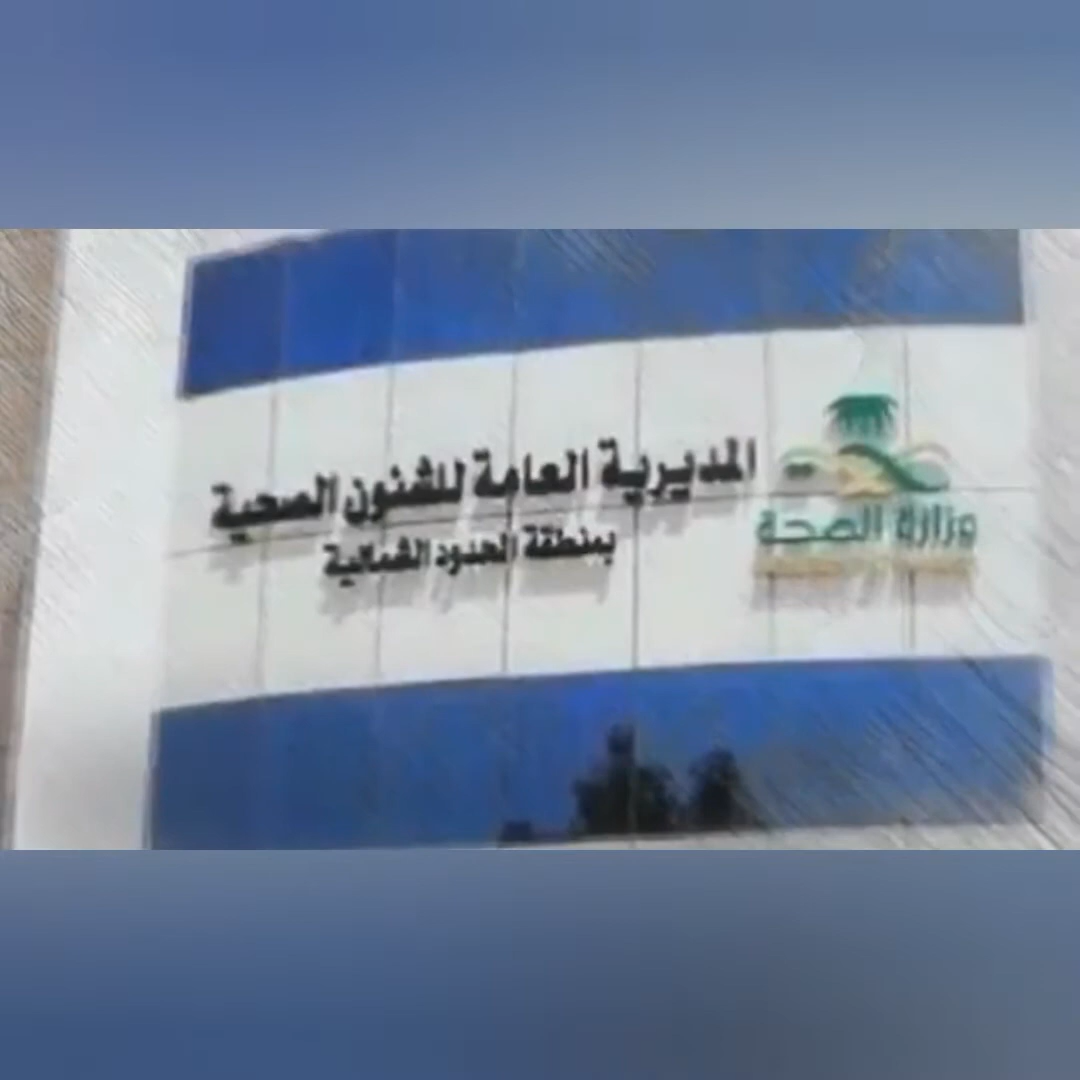 المديرية العامة للشئون الصحية
بمنطقة الحدود الشمالية
وزارة الصحة